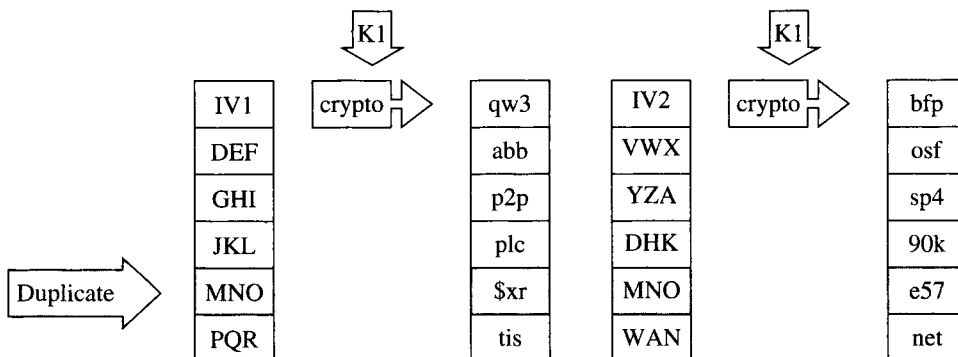 K1 K1
IV1 crypto qw3 IV2 crypto bfp
DEF abb VWX osf
GHI p2p YZA sp4
JKL plc DHK 90k
Duplicate MNO $xr MNO e57
PQR tis WAN net